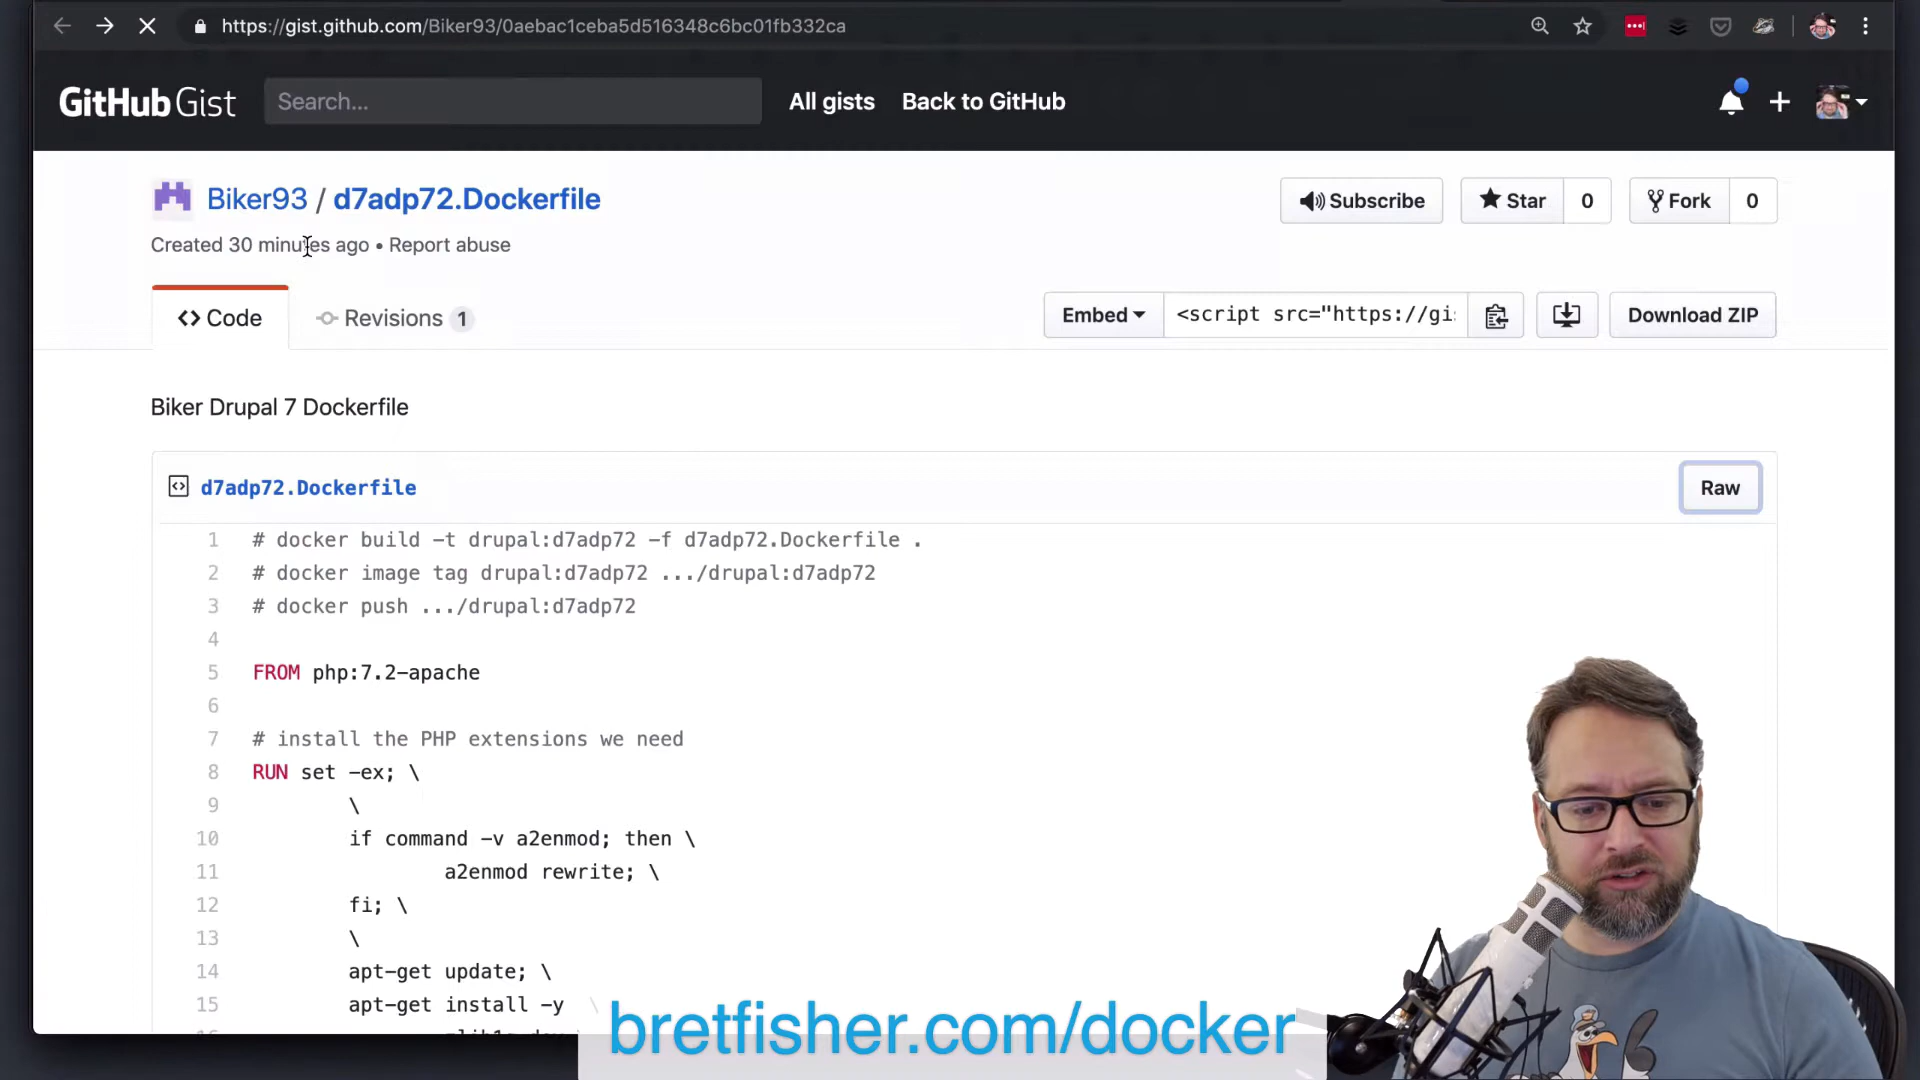 https://gist.github.com/Biker93/0aebac1ceba5d516348c6bc01fb332ca
GitHub Gist
Search...
All gists
Back to GitHub
Biker93 / d7adp72.Dockerfile
Subscribe
Star
0
Fork
0
Created 30 minutes ago • Report abuse
<> Code
Revisions 1
Embed
<script src="https://gi
Download ZIP
Biker Drupal 7 Dockerfile
d7adp72.Dockerfile
Raw
1 # docker build -t drupal:d7adp72 -f d7adp72.Dockerfile .
2 # docker image tag drupal:d7adp72 .../drupal:d7adp72
3 # docker push .../drupal:d7adp72
4
5 FROM php:7.2-apache
6
7 # install the PHP extensions we need
8 RUN set -ex; \
9 \
10 if command -v a2enmod; then \
11 a2enmod rewrite; \
12 fi; \
13 \
14 apt-get update; \
15 apt-get install -y \
bretfisher.com/docker